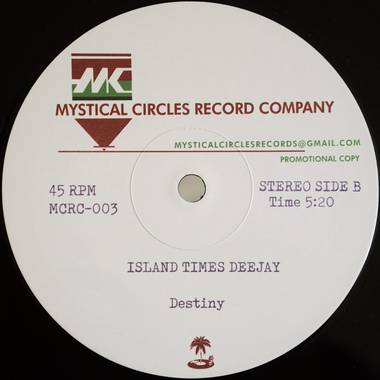 MK
MYSTICAL CIRCLES RECORD COMPANY
MYSTICALCIRCLESRECORDS@GMAIL.COM
PROMOTIONAL COPY
45 RPM
MCRC-003
STEREO SIDE B
Time 5:20
ISLAND TIMES DEEJAY
Destiny